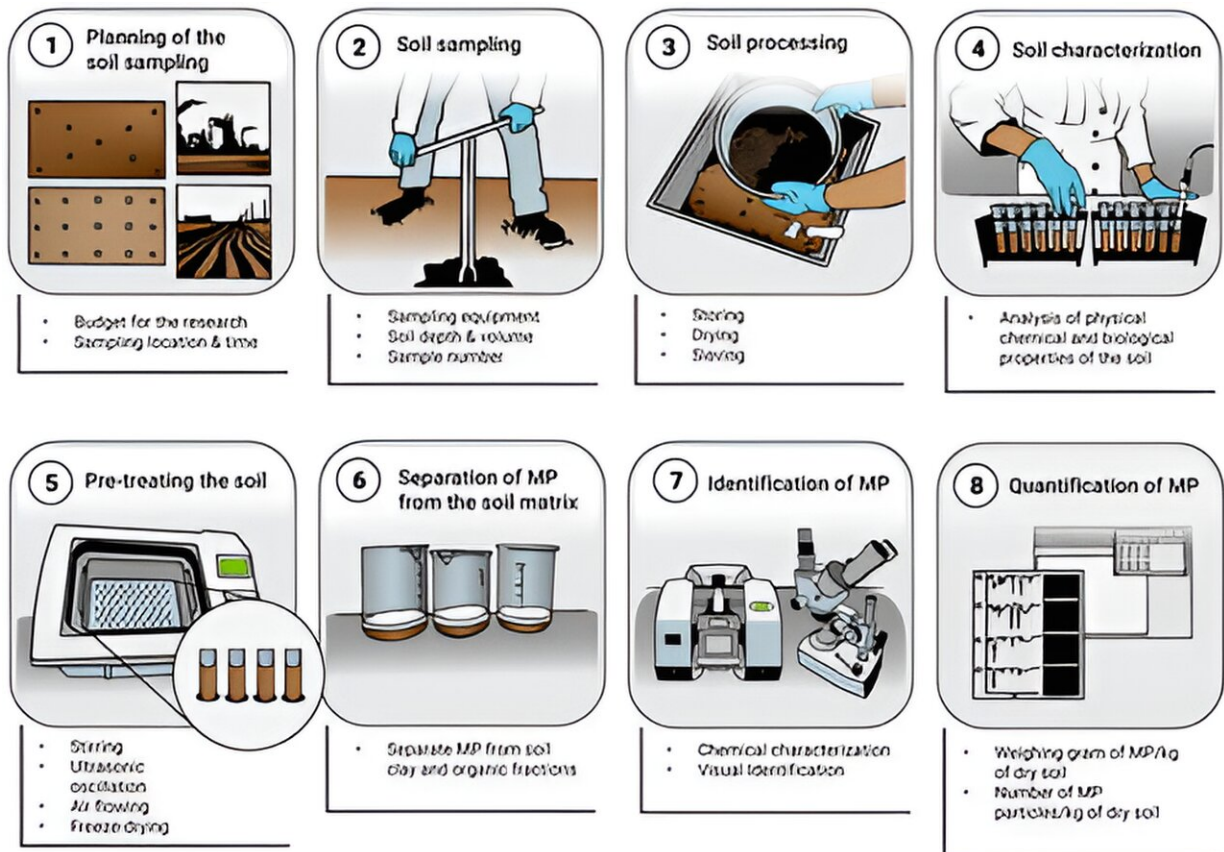 1
Planning of the
soil sampling
Budget for the research
Sampling location & time
2
Soil sampling
Sampling equipment
Soil depth & volume
Sample number
3
Soil processing
Storing
Drying
Sieving
4
Soil characterization
Analysis of physical
chemical and biological
properties of the soil
5
Pre-treating the soil
Stirring
Ultrasonic
oscillation
Air flowing
Freeze drying
6
Separation of MP
from the soil matrix
Separate MP from soil
clay and organic fractions
7
Identification of MP
Chemical characterization
Visual identification
8
Quantification of MP
Weighing gram of MP/kg
of dry soil
Number of MP
particles/kg of dry soil